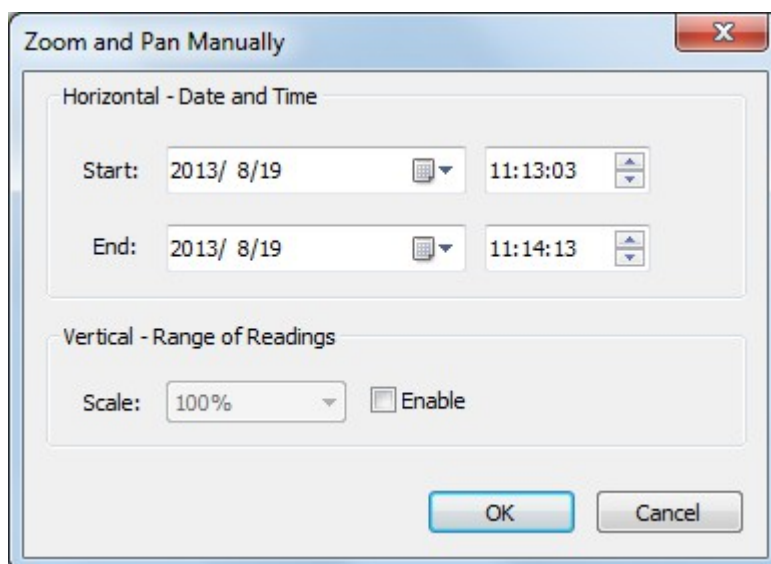 Zoom and Pan Manually
Horizontal - Date and Time
Start: 2013/ 8/19 11:13:03
End: 2013/ 8/19 11:14:13
Vertical - Range of Readings
Scale: 100% Enable
OK Cancel